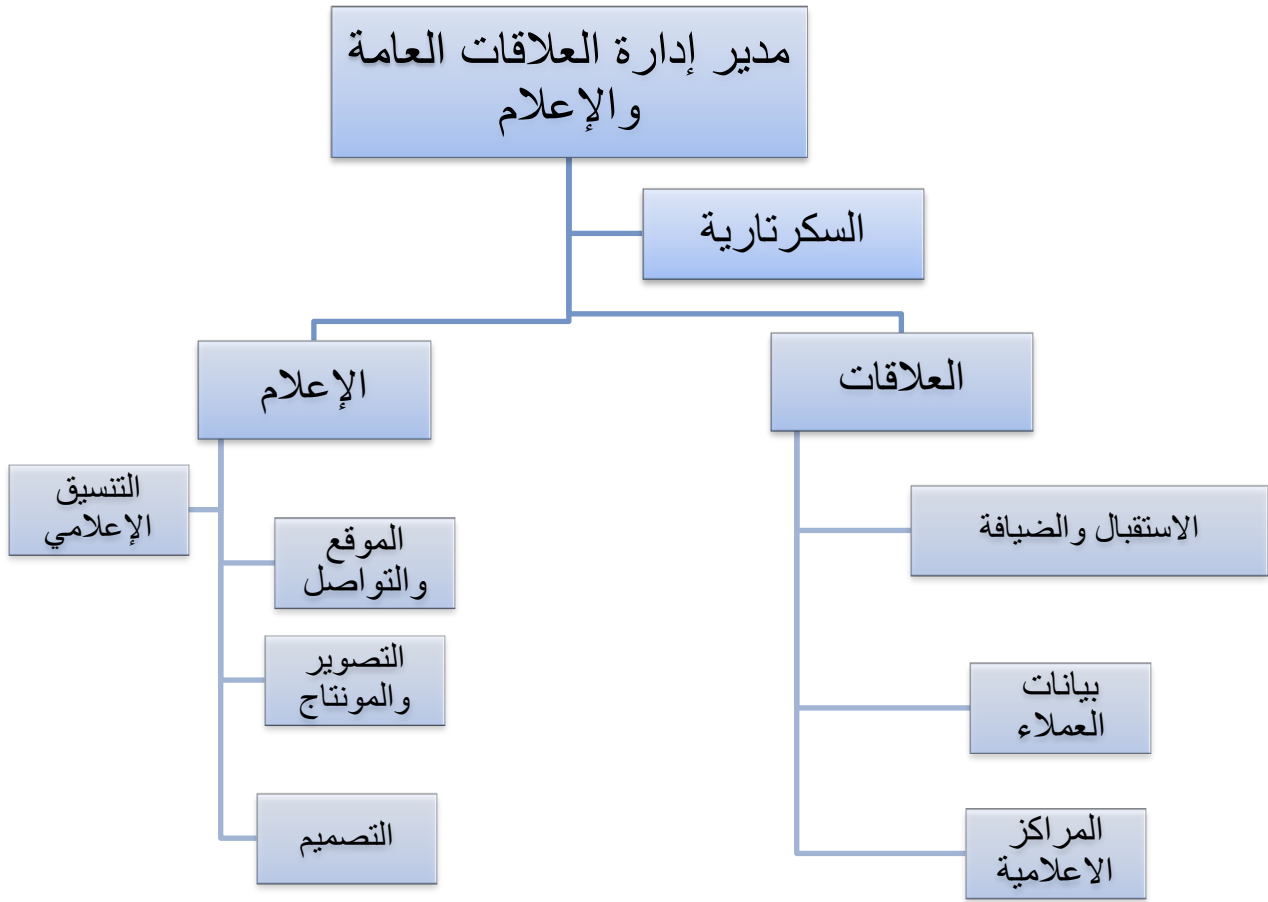 مدير إدارة العلاقات العامة
والإعلام
السكرتارية
العلاقات
الاستقبال والضيافة
بيانات
العملاء
المراكز
الاعلامية
الإعلام
التنسيق
الإعلامي
الموقع
والتواصل
التصوير
والمونتاج
التصميم